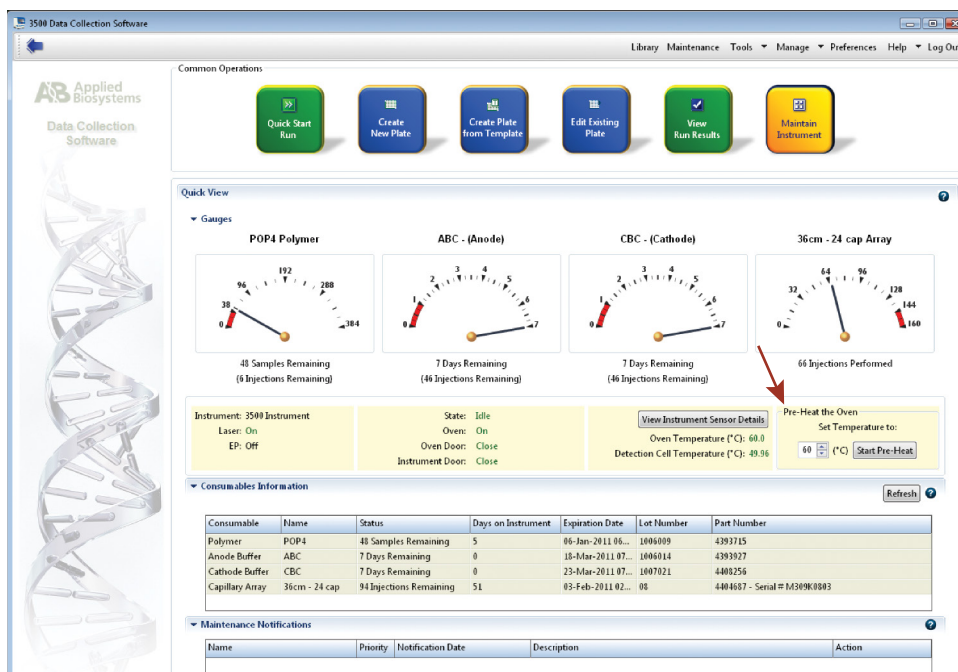 3500 Data Collection Software
Library Maintenance Tools Manage Preferences Help Log Ou
AB Applied Biosystems
Data Collection
Software
Common Operations
Quick Start
Run
Create
New Plate
Create Plate
from Template
Edit Existing
Plate
View
Run Results
Maintain
Instrument
Quick View
Gauges
POP4 Polymer
0 38 96 192 288 384
48 Samples Remaining
(6 Injections Remaining)
ABC - (Anode)
0 1 2 3 4 5 6 7
7 Days Remaining
(46 Injections Remaining)
CBC - (Cathode)
0 1 2 3 4 5 6 7
7 Days Remaining
(46 Injections Remaining)
36cm - 24 cap Array
0 32 64 96 128 144 160
66 Injections Performed
Instrument: 3500 Instrument
Laser: On
EP: Off
State: Idle
Oven: On
Oven Door: Close
Instrument Door: Close
View Instrument Sensor Details
Oven Temperature (°C): 60.0
Detection Cell Temperature (°C): 49.96
Pre-Heat the Oven
Set Temperature to:
60 (°C) Start Pre-Heat
Consumables Information
Refresh
Consumable Name Status Days on Instrument Expiration Date Lot Number Part Number
Polymer POP4 48 Samples Remaining 5 06-Jan-2011 06... 1006009 4393715
Anode Buffer ABC 7 Days Remaining 0 18-Mar-2011 07... 1006014 4393927
Cathode Buffer CBC 7 Days Remaining 0 23-Mar-2011 07... 1007021 4408256
Capillary Array 36cm - 24 cap 94 Injections Remaining 51 03-Feb-2011 02... 08 4404687 - Serial # M309K0803
Maintenance Notifications
Name Priority Notification Date Description Action